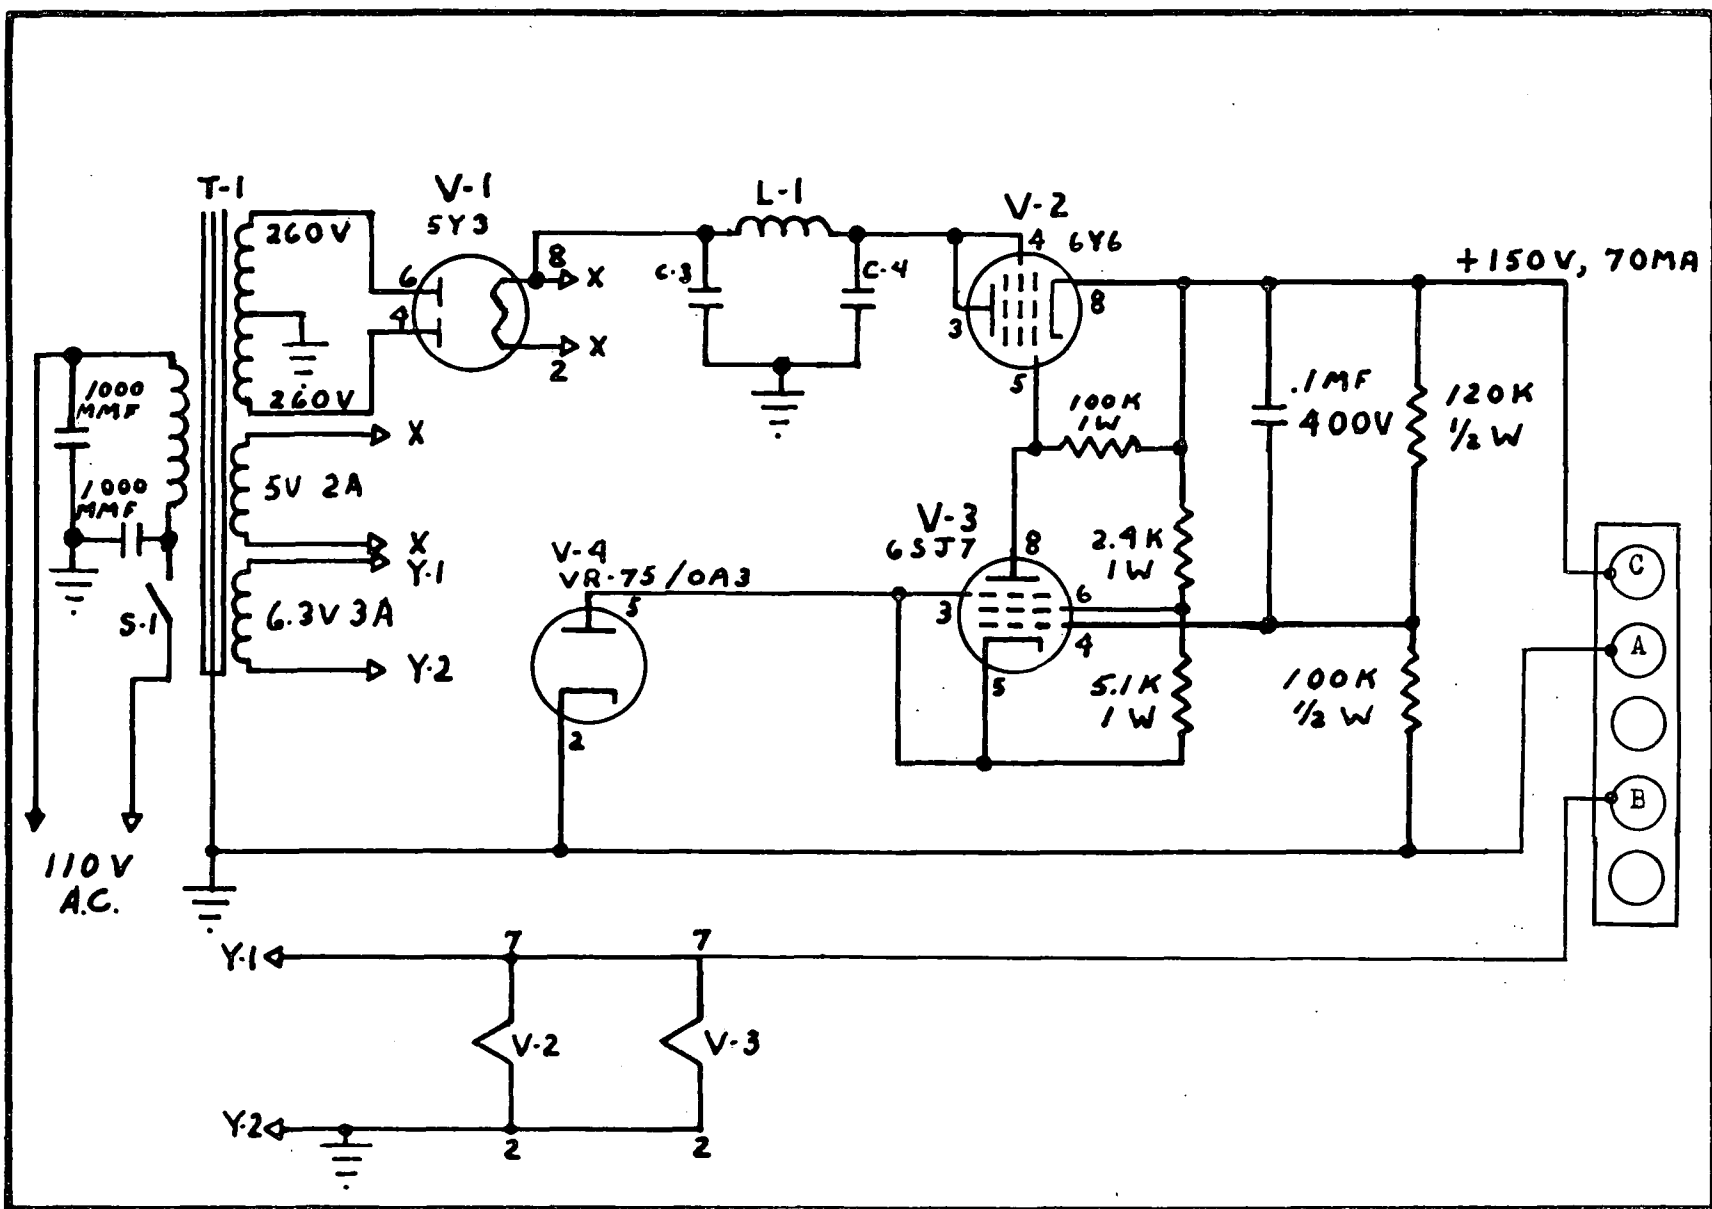 T-1
260V
260V
5V 2A
6.3V 3A
X
X
Y-1
Y-2
1000
MMF
1000
MMF
S-1
110V
A.C.
V-1
5Y3
6
4
8
X
X
2
C-3
L-1
C-4
V-2
6Y6
4
3
8
5
100K
1W
+150V, 70MA
.1MF
400V
120K
1/2 W
V-3
6SJ7
8
3
6
4
5
2.4K
1W
5.1K
1W
100K
1/2 W
V-4
VR-75/0A3
5
2
C
A
B
Y-1
7
7
V-2
V-3
Y-2
2
2